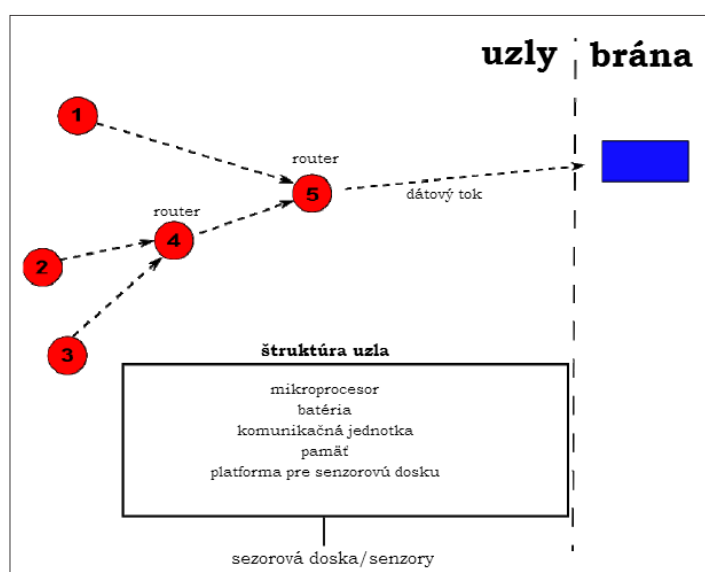 uzly brána
1
router
5
dátový tok
router
4
2
3
štruktúra uzla
mikroprocesor
batéria
komunikačná jednotka
pamäť
platforma pre senzorovú dosku
sezorová doska/senzory